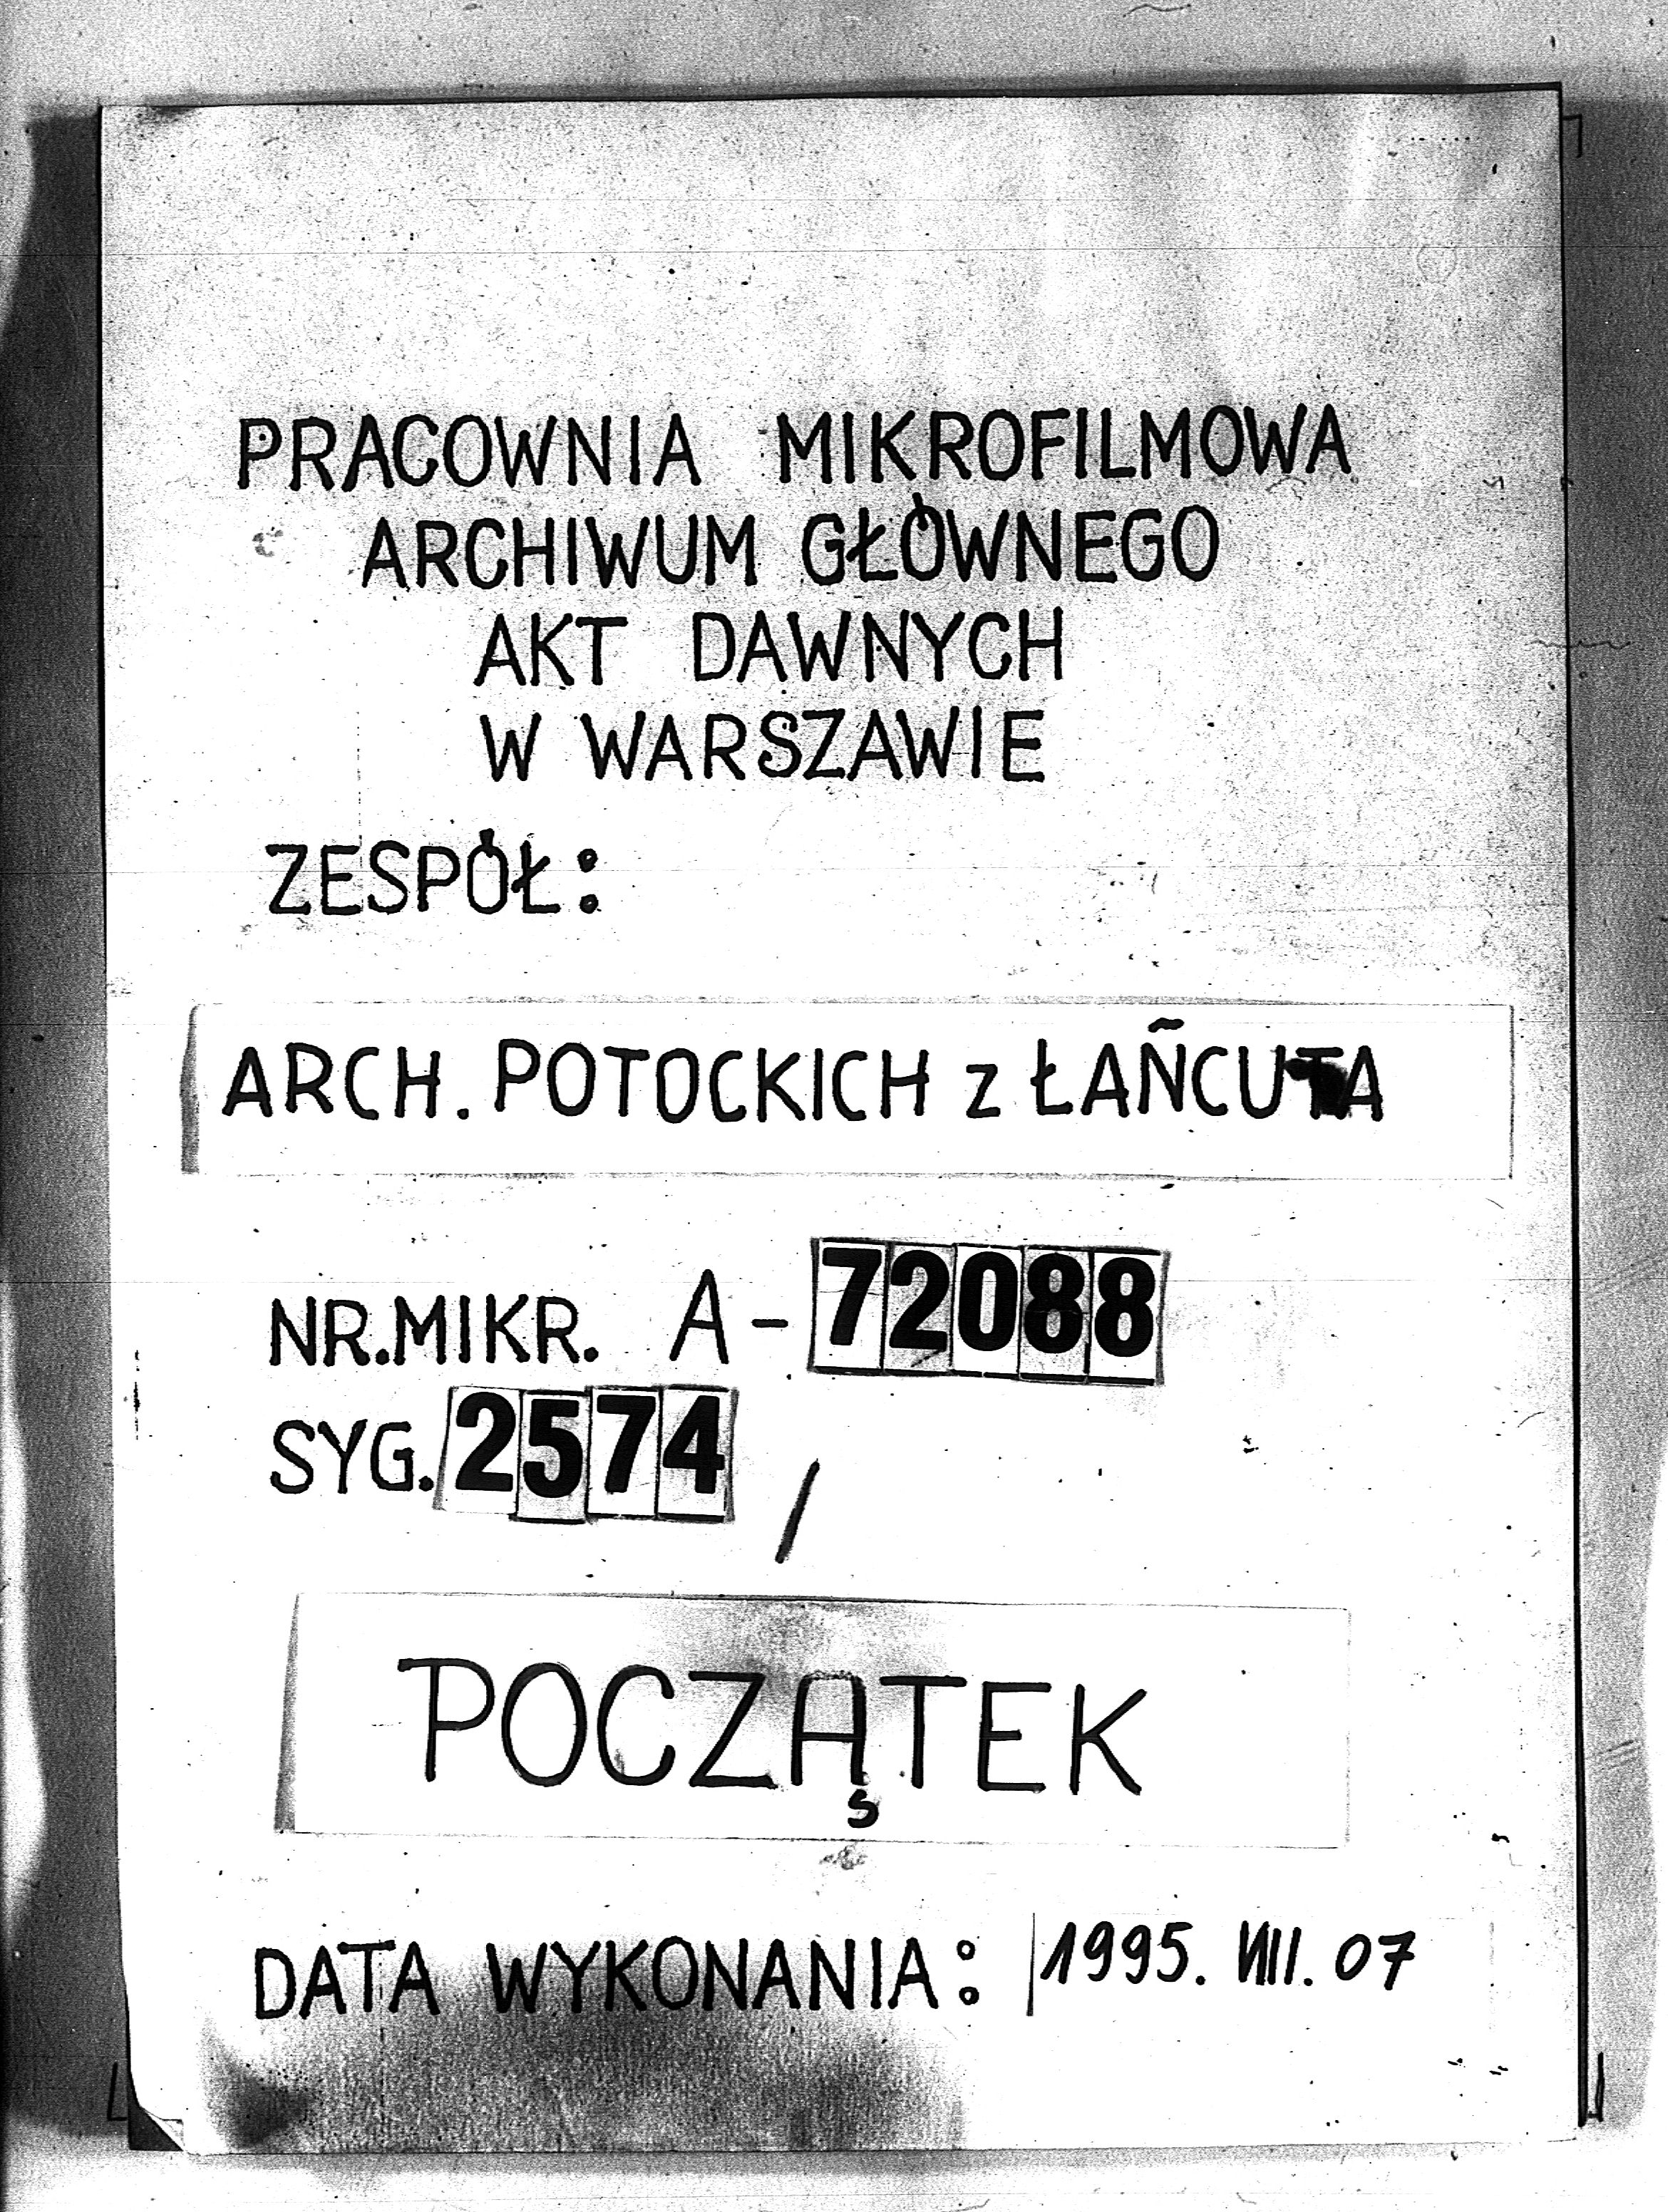 PRACOWNIA MIKROFILMOWA
ARCHIWUM GŁÓWNEGO
AKT DAWNYCH
W WARSZAWIE
ZESPÓŁ:
ARCH. POTOCKICH z ŁAŃCUTA
NR.MIKR. A-72088
SYG. 2574 /
POCZĄTEK
DATA WYKONANIA: 1995. VIII. 07